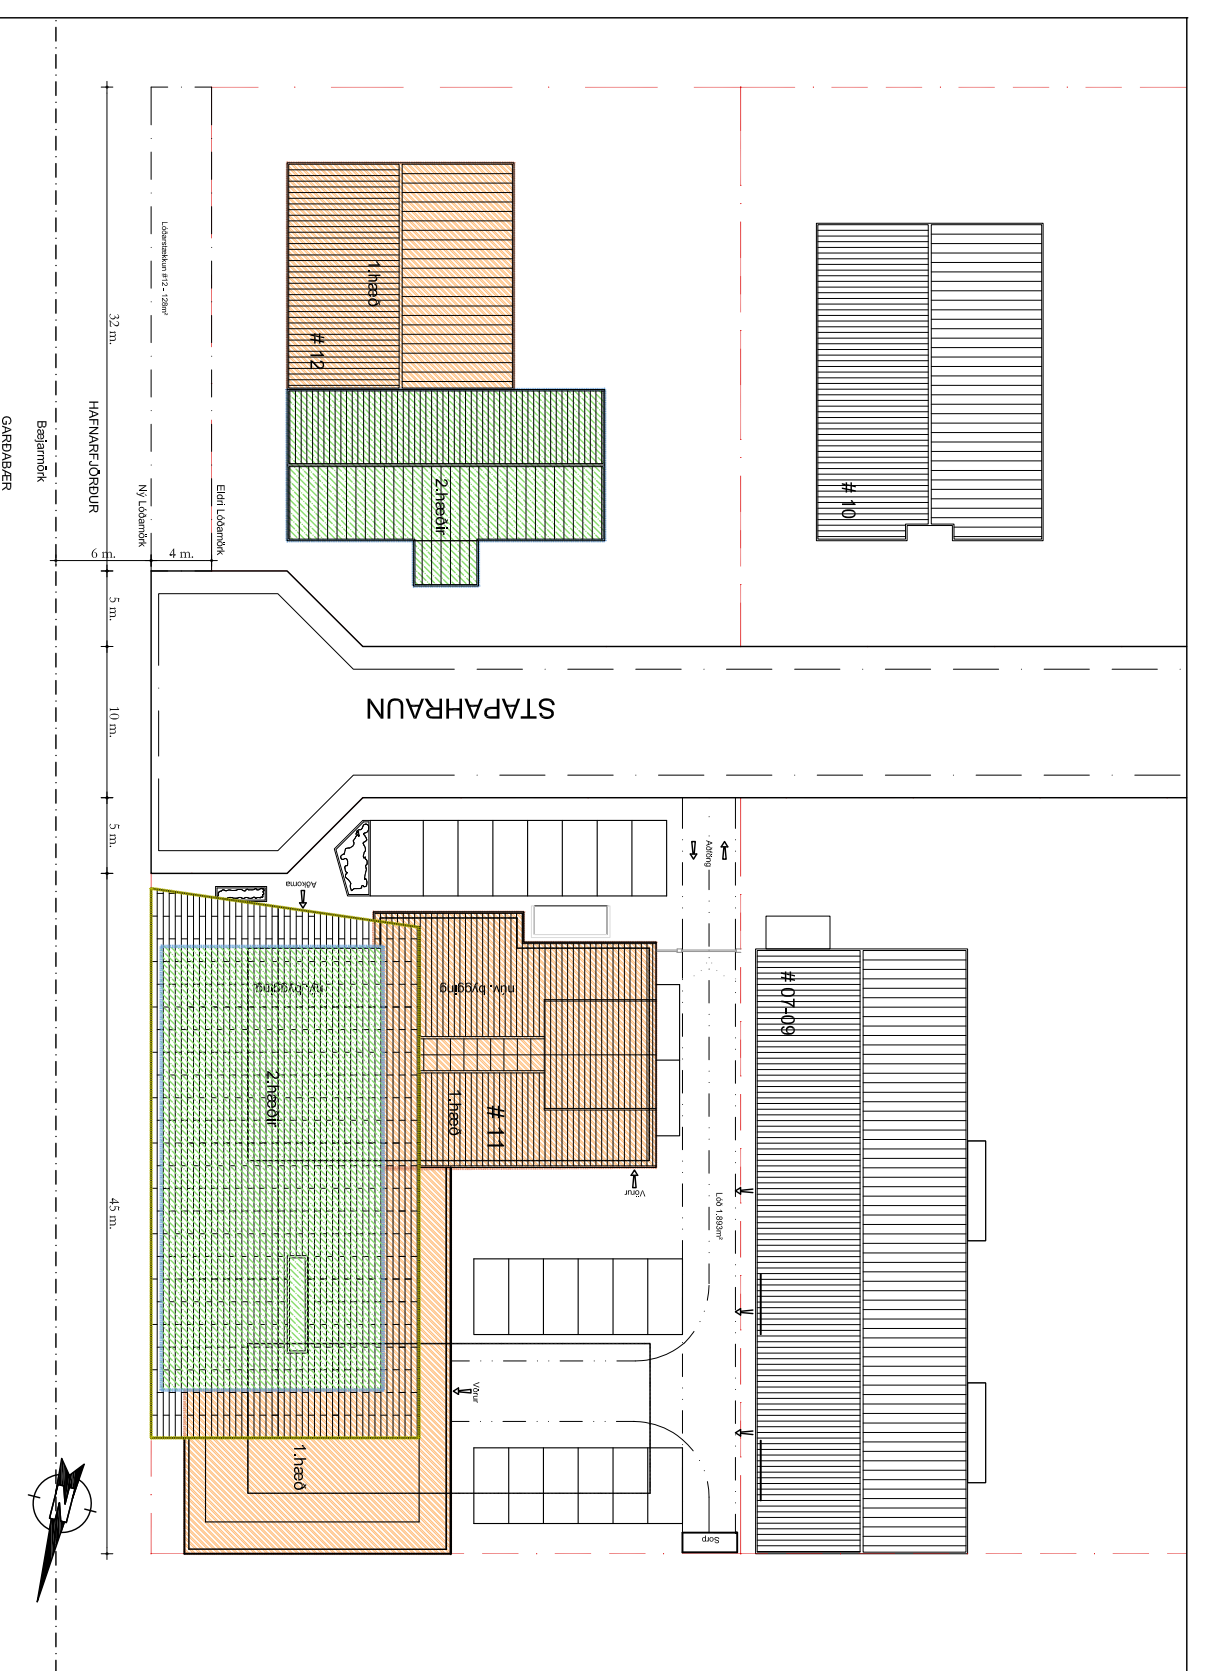 Lóðarstækkun #12 - 128m²
32 m.
1.hæð
# 12
# 10
HAFNARFJÖRÐUR
Bæjarmörk
GARÐABÆR
2.hæðir
Ný Lóðamörk
Eldri Lóðamörk
6 m.
4 m.
5 m.
10 m.
STAPAHRAUN
5 m.
Aðföng
Aðkoma
ný. bygging
núv. bygging
# 07-09
2.hæðir
1.hæð
# 11
Vörur
Lóð 1.893m²
45 m.
Vörur
1.hæð
Sorp